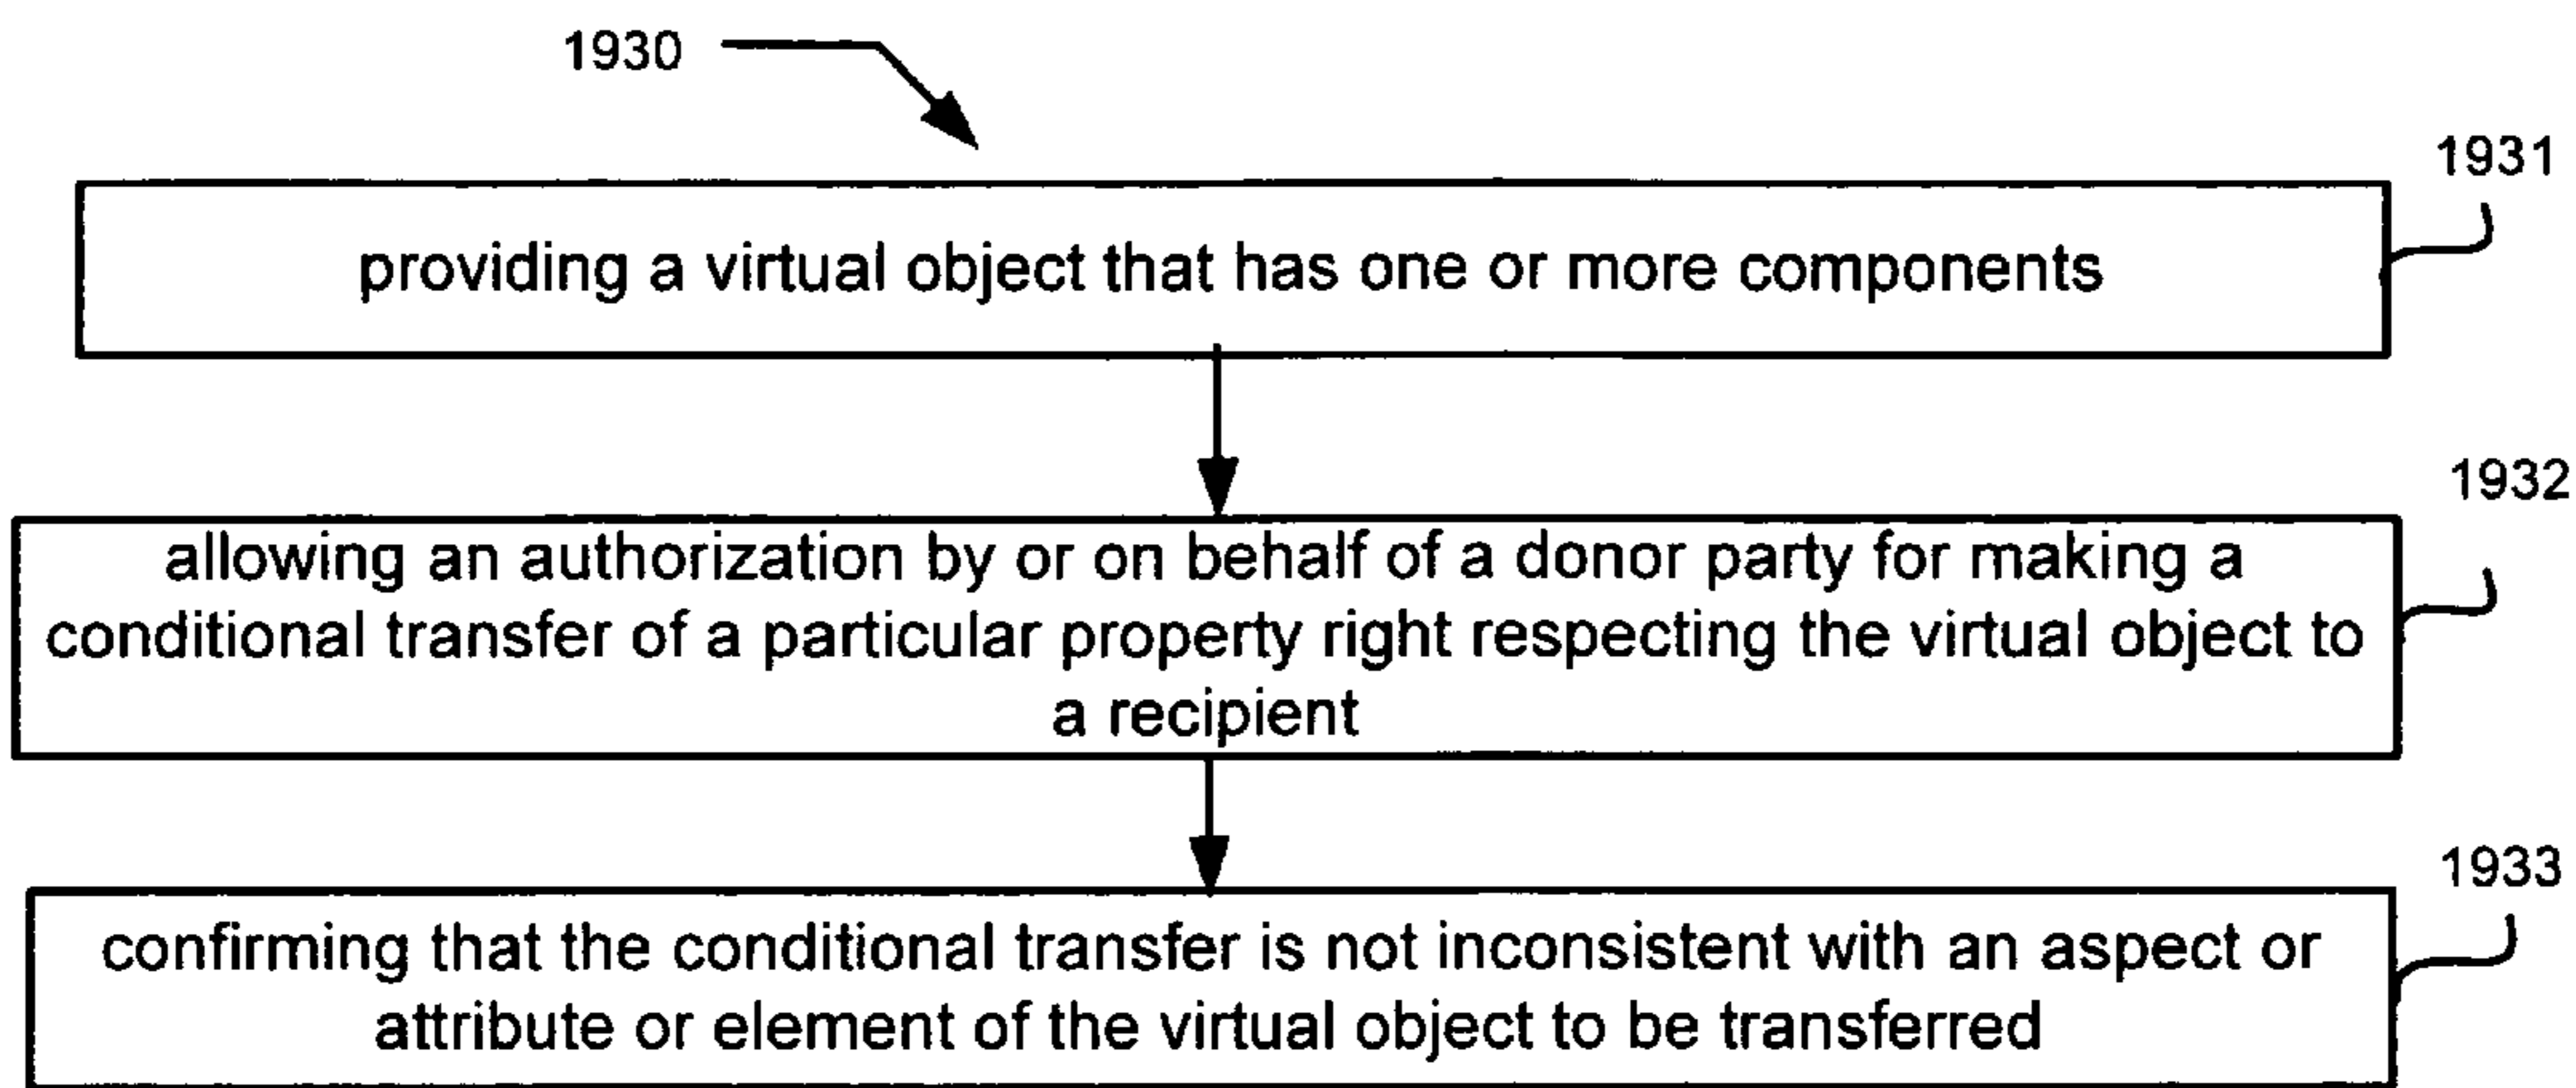 1930
1931
providing a virtual object that has one or more components
1932
allowing an authorization by or on behalf of a donor party for making a
conditional transfer of a particular property right respecting the virtual object to
a recipient
1933
confirming that the conditional transfer is not inconsistent with an aspect or
attribute or element of the virtual object to be transferred